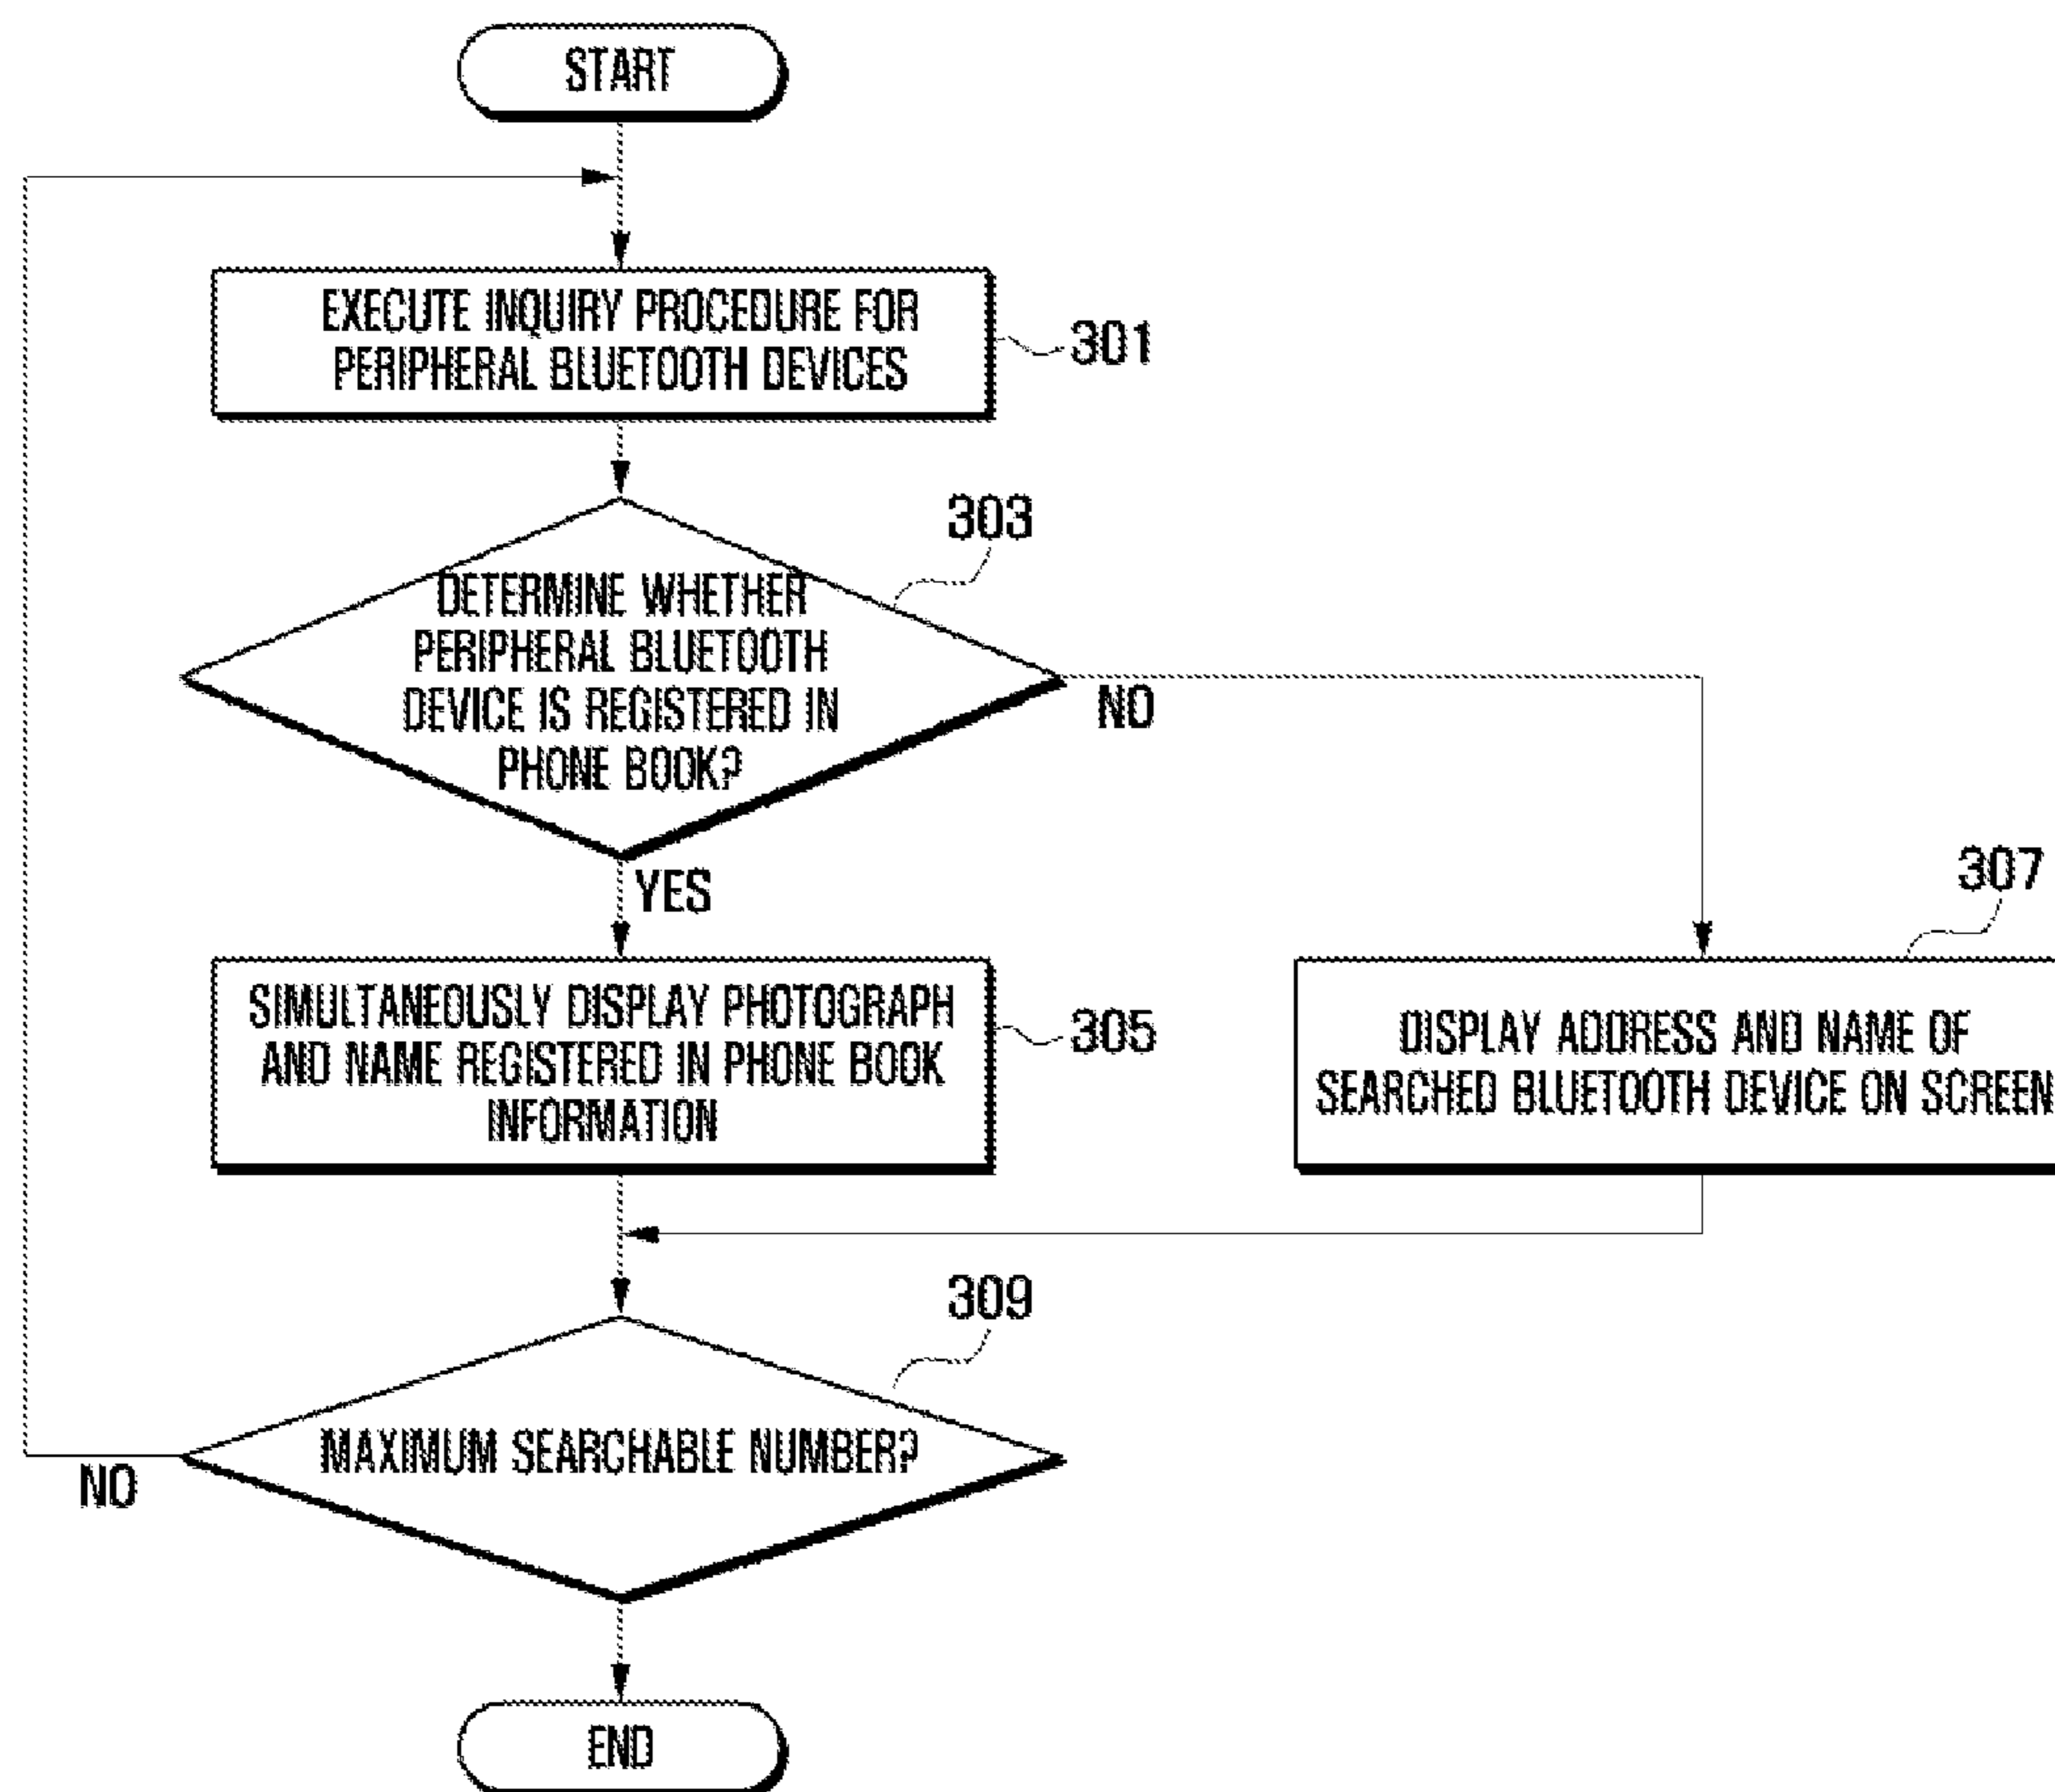 START
EXECUTE INQUIRY PROCEDURE FOR
PERIPHERAL BLUETOOTH DEVICES
301
303
DETERMINE WHETHER
PERIPHERAL BLUETOOTH
DEVICE IS REGISTERED IN
PHONE BOOK?
NO
YES
307
SIMULTANEOUSLY DISPLAY PHOTOGRAPH
AND NAME REGISTERED IN PHONE BOOK
INFORMATION
305
DISPLAY ADDRESS AND NAME OF
SEARCHED BLUETOOTH DEVICE ON SCREEN
309
MAXIMUM SEARCHABLE NUMBER?
NO
END